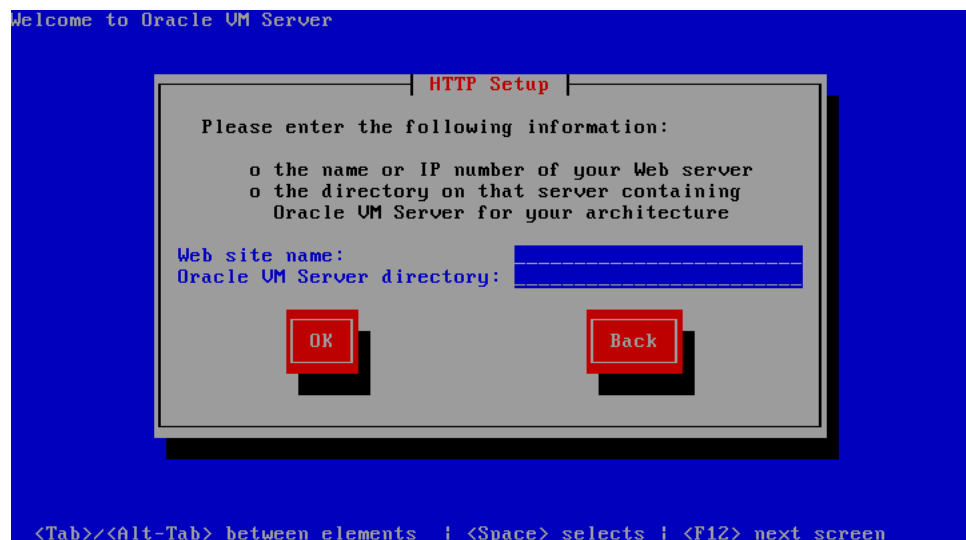 Welcome to Oracle VM Server
HTTP Setup
Please enter the following information:
o the name or IP number of your Web server
o the directory on that server containing
Oracle VM Server for your architecture
Web site name: ________________________
Oracle VM Server directory: ________________________
OK Back
<Tab>/<Alt-Tab> between elements | <Space> selects | <F12> next screen